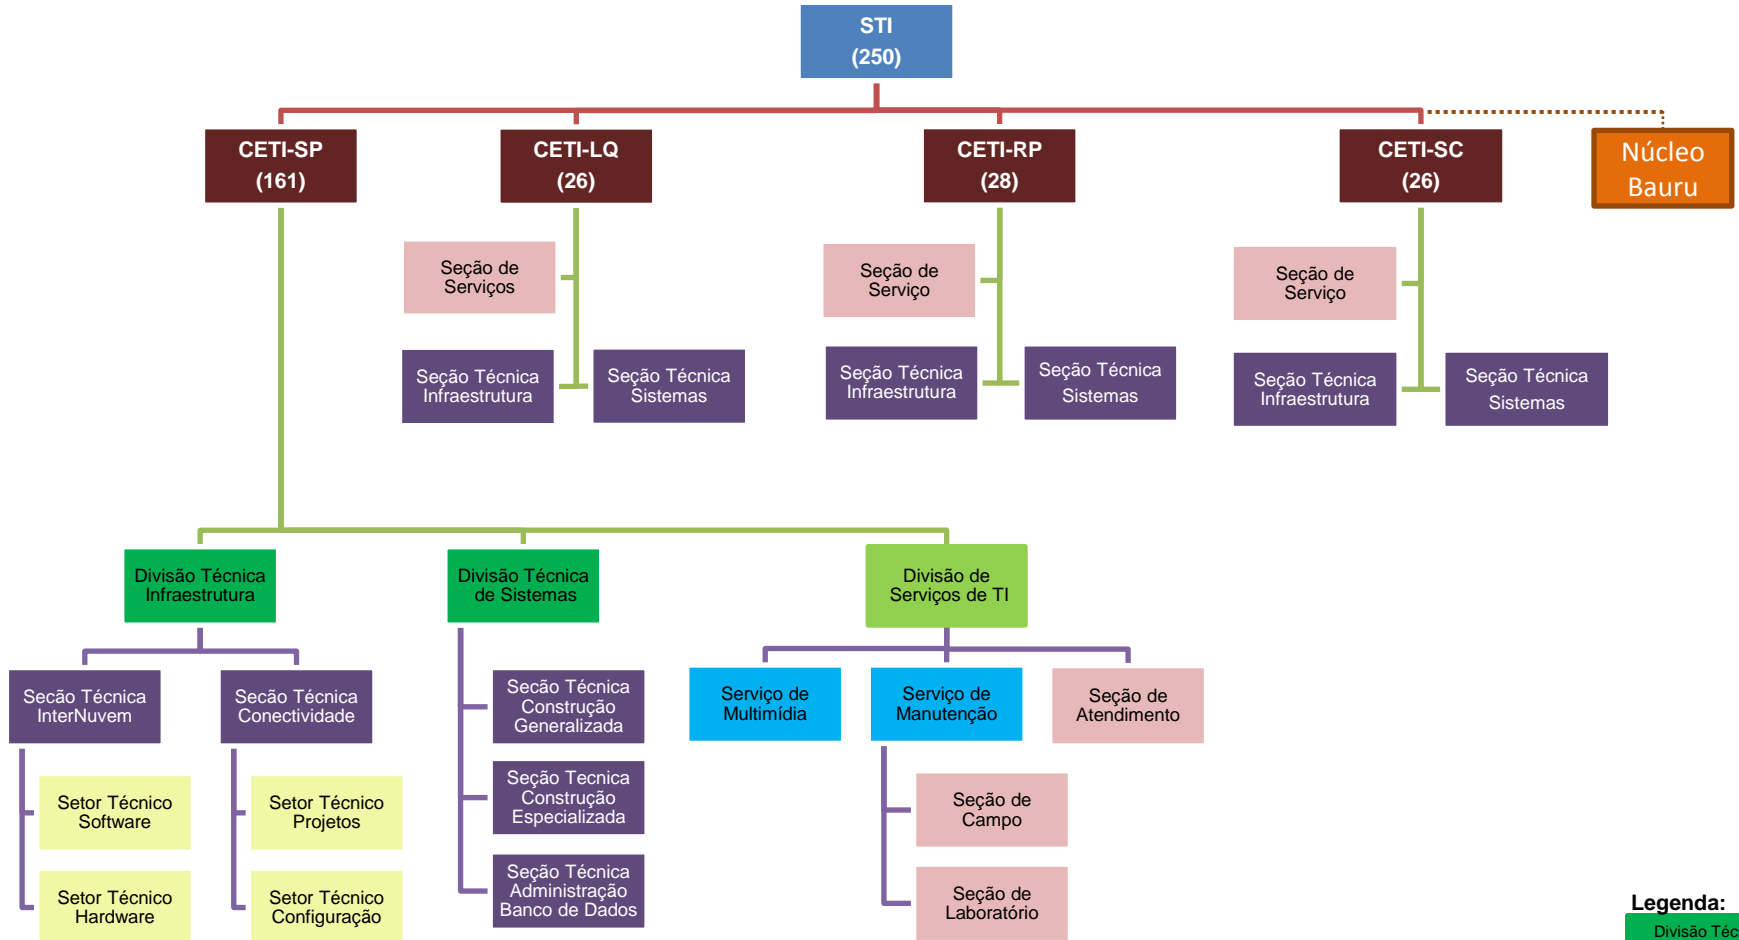 STI
(250)
CETI-SP
(161)
CETI-LQ
(26)
CETI-RP
(28)
CETI-SC
(26)
Núcleo
Bauru
Seção de
Serviços
Seção de
Serviço
Seção de
Serviço
Seção Técnica
Infraestrutura
Seção Técnica
Sistemas
Seção Técnica
Infraestrutura
Seção Técnica
Sistemas
Seção Técnica
Infraestrutura
Seção Técnica
Sistemas
Divisão Técnica
Infraestrutura
Divisão Técnica
de Sistemas
Divisão de
Serviços de TI
Secão Técnica
InterNuvem
Secão Técnica
Conectividade
Secão Técnica
Construção
Generalizada
Serviço de
Multimídia
Serviço de
Manutenção
Seção de
Atendimento
Setor Técnico
Software
Setor Técnico
Projetos
Seção Tecnica
Construção
Especializada
Seção de
Campo
Setor Técnico
Hardware
Setor Técnico
Configuração
Seção Técnica
Administração
Banco de Dados
Seção de
Laboratório
Legenda:
Divisão